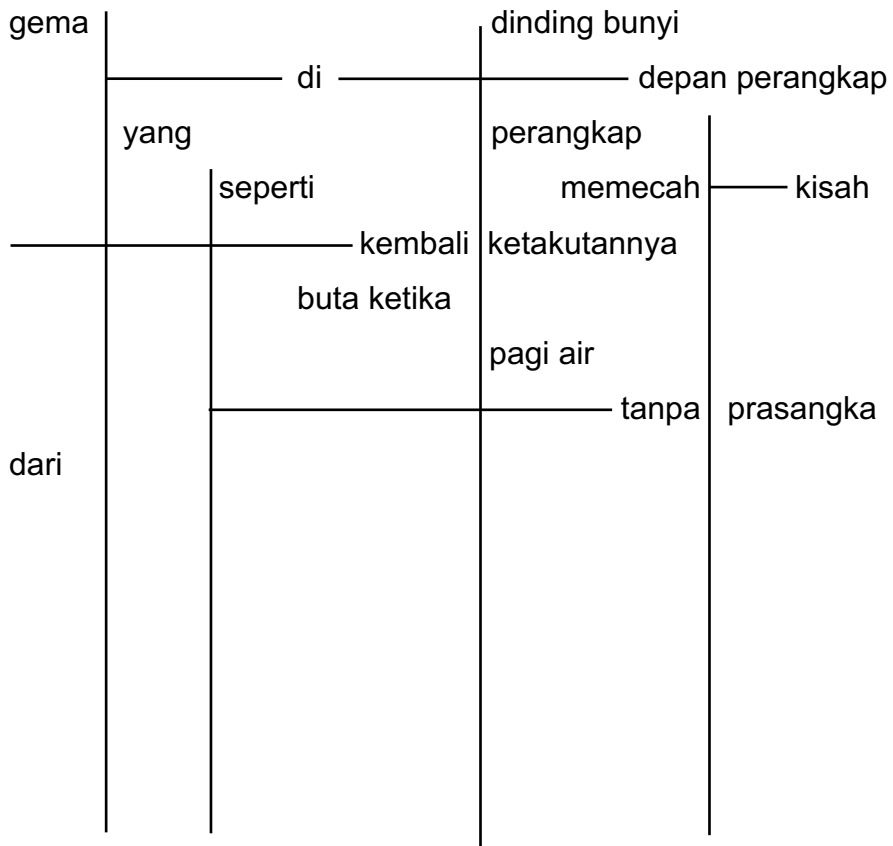 gema dinding bunyi
di depan perangkap
yang perangkap
seperti memecah kisah
kembali ketakutannya
buta ketika
pagi air
tanpa prasangka
dari